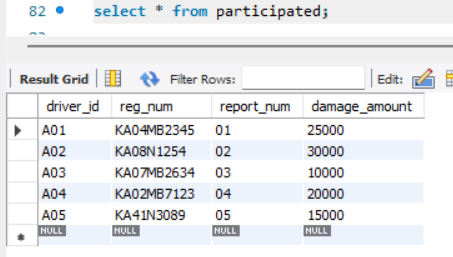 82 select * from participated;
Result Grid Filter Rows: Edit:
driver_id reg_num report_num damage_amount
A01 KA04MB2345 01 25000
A02 KA08N1254 02 30000
A03 KA07MB2634 03 10000
A04 KA02MB7123 04 20000
A05 KA41N3089 05 15000
NULL NULL NULL NULL